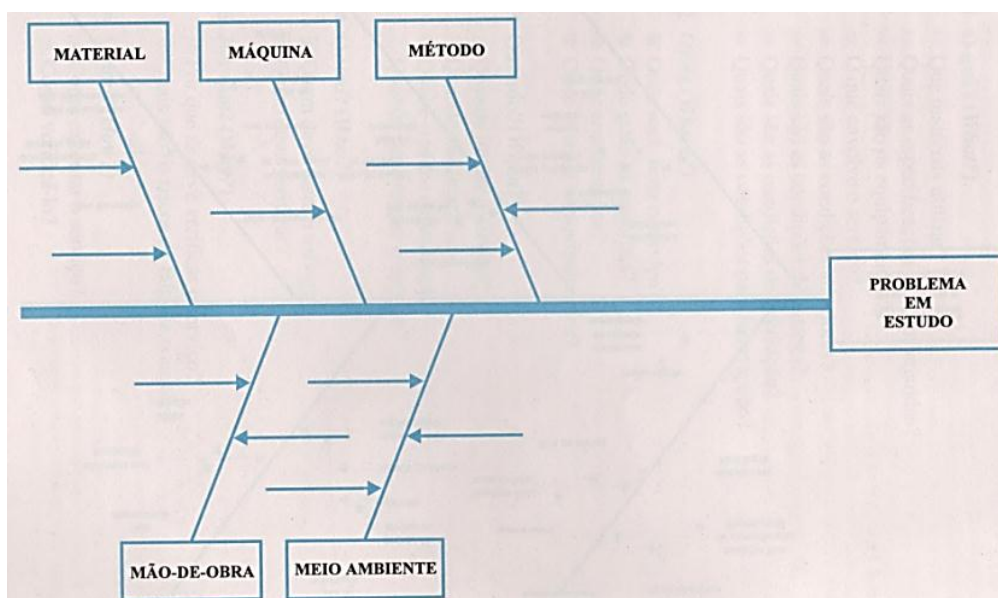 MATERIAL
MÁQUINA
MÉTODO
PROBLEMA
EM
ESTUDO
MÃO-DE-OBRA
MEIO AMBIENTE